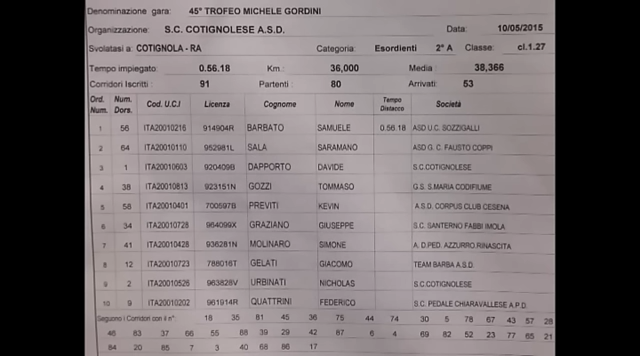 Denominazione gara: 45° TROFEO MICHELE GORDINI
Organizzazione: S.C. COTIGNOLESE A.S.D. Data: 10/05/2015
Svolatasi a: COTIGNOLA - RA Categoria: Esordienti 2° A Classe: cl.1.27
Tempo impiegato: 0.56.18 Km.: 36,000 Media: 38,366
Corridori Iscritti: 91 Partenti: 80 Arrivati: 53
Ord. Num. Num. Dors. Cod. U.C.I Licenza Cognome Nome Tempo Distacco Società
1 56 ITA20010216 914904R BARBATO SAMUELE 0.56.18 ASD U.C. SOZZIGALLI
2 64 ITA20010110 952981L SALA SARAMANO ASD G. C. FAUSTO COPPI
3 1 ITA20010603 920409B DAPPORTO DAVIDE S.C.COTIGNOLESE
4 38 ITA20010813 923151N GOZZI TOMMASO G.S. S.MARIA CODIFIUME
5 58 ITA20010401 700597B PREVITI KEVIN A.S.D. CORPUS CLUB CESENA
6 34 ITA20010728 964099X GRAZIANO GIUSEPPE S.C. SANTERNO FABBI IMOLA
7 41 ITA20010428 936281N MOLINARO SIMONE A. D.PED. AZZURRO RINASCITA
8 12 ITA20010723 788016T GELATI GIACOMO TEAM BARBA A.S.D.
9 2 ITA20010526 963828V URBINATI NICHOLAS S.C.COTIGNOLESE
10 9 ITA20010202 961914R QUATTRINI FEDERICO S.C. PEDALE CHIARAVALLESE A.P.D.
Seguono i Corridori con il n°: 18 35 81 45 36 75 44 74 30 5 78 67 43 57 28
46 83 37 66 55 88 39 29 42 87 6 4 69 82 52 23 77 65 21
84 20 85 7 3 40 68 86 17